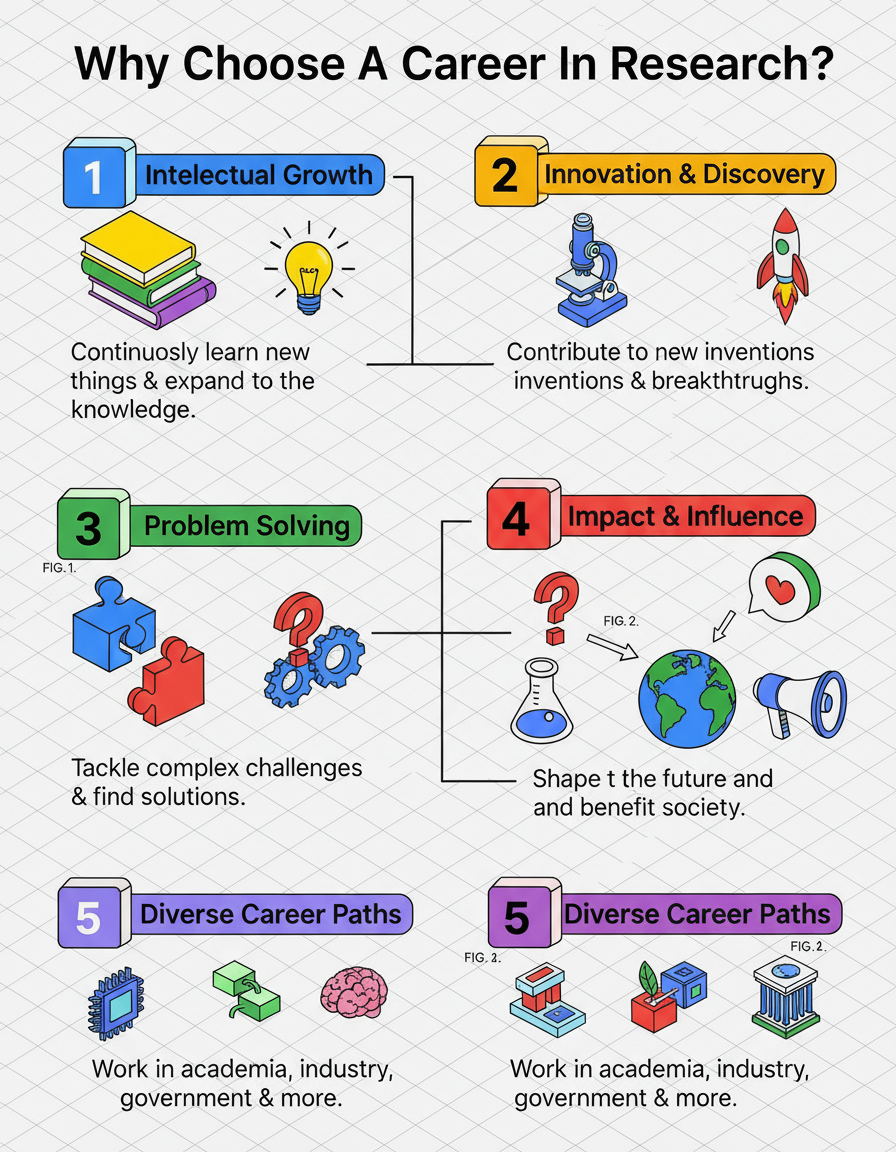 Why Choose A Career In Research?
1
Intelectual Growth
Continuosly learn new
things & expand to the
knowledge.
2
Innovation & Discovery
Contribute to new inventions
inventions & breakthtrughs.
3
Problem Solving
FIG.1.
Tackle complex challenges
& find solutions.
4
Impact & Influence
FIG.2.
Shape t the future and
and benefit society.
5
Diverse Career Paths
Work in academia, industry,
government & more.
5
Diverse Career Paths
FIG.2.
FIG.2.
Work in academia, industry,
government & more.